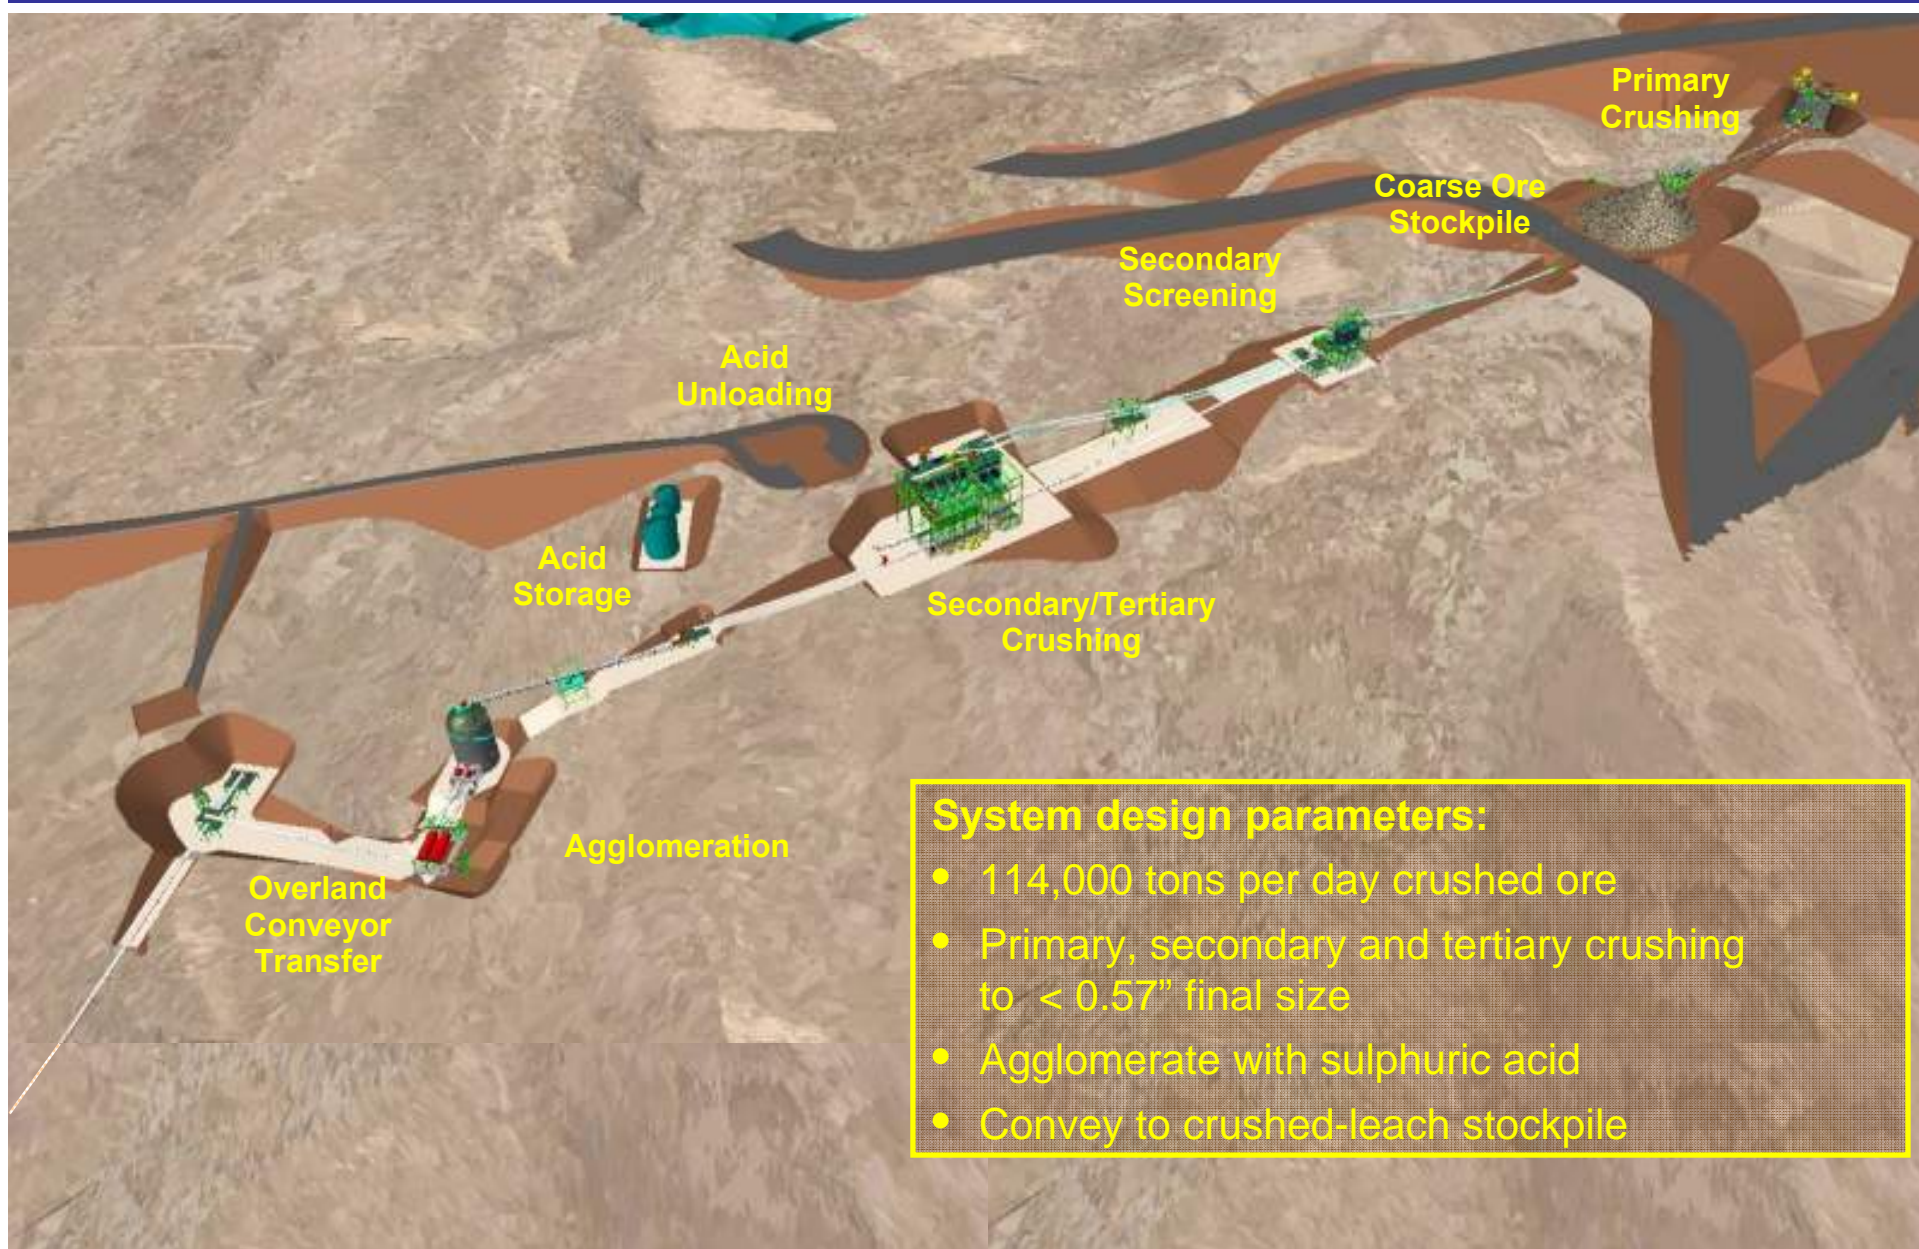 Primary
Crushing
Coarse Ore
Stockpile
Secondary
Screening
Acid
Unloading
Acid
Storage
Secondary/Tertiary
Crushing
Agglomeration
Overland
Conveyor
Transfer
System design parameters:
• 114,000 tons per day crushed ore
• Primary, secondary and tertiary crushing
to < 0.57” final size
• Agglomerate with sulphuric acid
• Convey to crushed-leach stockpile